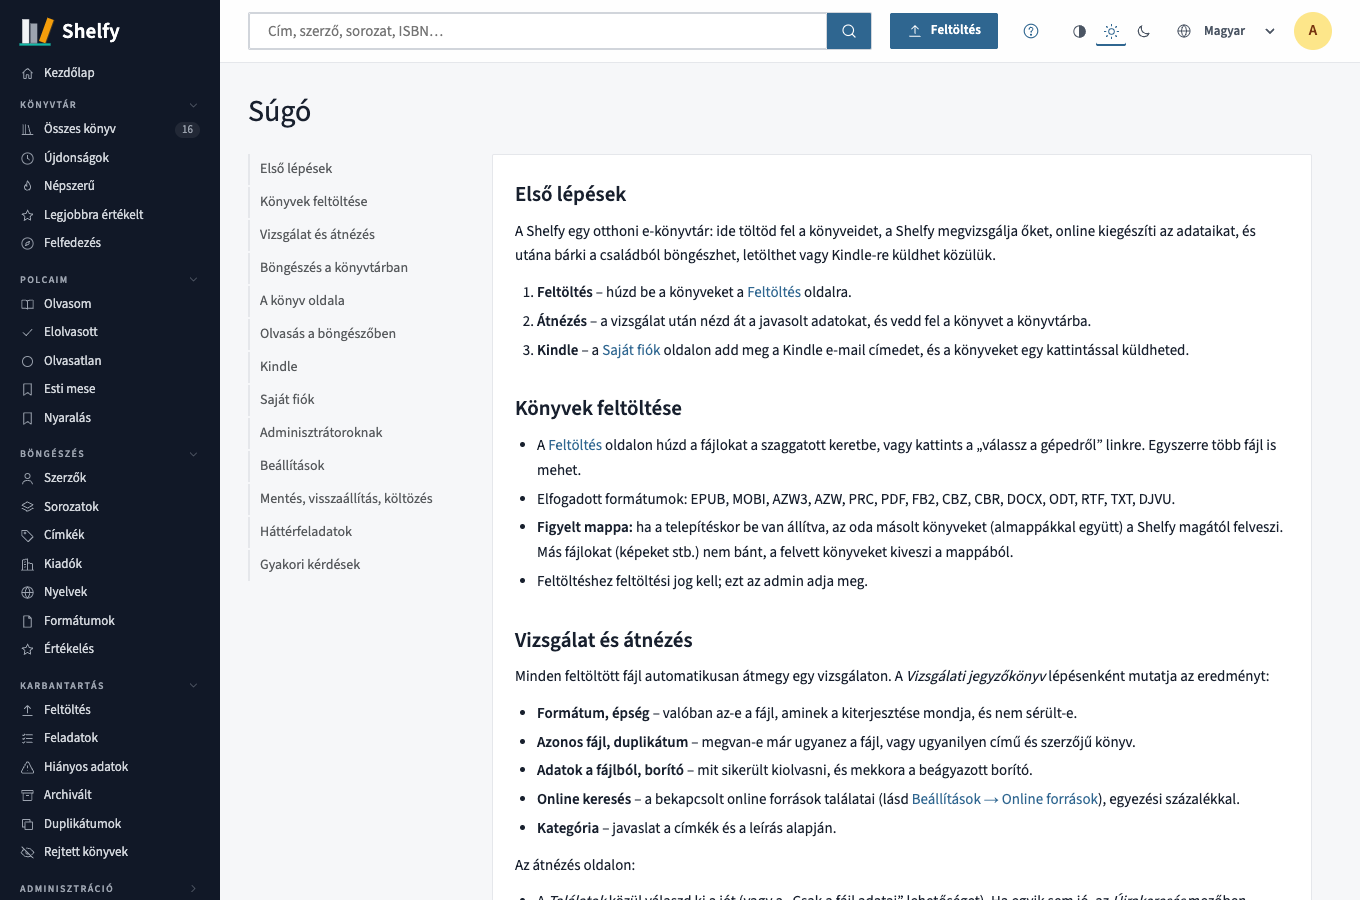 Shelfy
Cím, szerző, sorozat, ISBN…
Feltöltés
Magyar
A
Kezdőlap
KÖNYVTÁR
Összes könyv 16
Újdonságok
Népszerű
Legjobbra értékelt
Felfedezés
POLCAIM
Olvasom
Elolvasott
Olvasatlan
Esti mese
Nyaralás
BÖNGÉSZÉS
Szerzők
Sorozatok
Címkék
Kiadók
Nyelvek
Formátumok
Értékelés
KARBANTARTÁS
Feltöltés
Feladatok
Hiányos adatok
Archivált
Duplikátumok
Rejtett könyvek
ADMINISZTRÁCIÓ
Súgó
Első lépések
Könyvek feltöltése
Vizsgálat és átnézés
Böngészés a könyvtárban
A könyv oldala
Olvasás a böngészőben
Kindle
Saját fiók
Adminisztrátoroknak
Beállítások
Mentés, visszaállítás, költözés
Háttérfeladatok
Gyakori kérdések
Első lépések
A Shelfy egy otthoni e-könyvtár: ide töltöd fel a könyveidet, a Shelfy megvizsgálja őket, online kiegészíti az adataikat, és
utána bárki a családból böngészhet, letölthet vagy Kindle-re küldhet közülük.
1. Feltöltés – húzd be a könyveket a Feltöltés oldalra.
2. Átnézés – a vizsgálat után nézd át a javasolt adatokat, és vedd fel a könyvet a könyvtárba.
3. Kindle – a Saját fiók oldalon add meg a Kindle e-mail címedet, és a könyveket egy kattintással küldheted.
Könyvek feltöltése
• A Feltöltés oldalon húzd a fájlokat a szaggatott keretbe, vagy kattints a „válassz a gépedről” linkre. Egyszerre több fájl is
mehet.
• Elfogadott formátumok: EPUB, MOBI, AZW3, AZW, PRC, PDF, FB2, CBZ, CBR, DOCX, ODT, RTF, TXT, DJVU.
• Figyelt mappa: ha a telepítéskor be van állítva, az oda másolt könyveket (almappákkal együtt) a Shelfy magától felveszi.
Más fájlokat (képeket stb.) nem bánt, a felvett könyveket kiveszi a mappából.
• Feltöltéshez feltöltési jog kell; ezt az admin adja meg.
Vizsgálat és átnézés
Minden feltöltött fájl automatikusan átmegy egy vizsgálaton. A Vizsgálati jegyzőkönyv lépésenként mutatja az eredményt:
• Formátum, épség – valóban az-e a fájl, aminek a kiterjesztése mondja, és nem sérült-e.
• Azonos fájl, duplikátum – megvan-e már ugyanez a fájl, vagy ugyanilyen című és szerzőjű könyv.
• Adatok a fájlból, borító – mit sikerült kiolvasni, és mekkora a beágyazott borító.
• Online keresés – a bekapcsolt online források találatai (lásd Beállítások → Online források), egyezési százalékkal.
• Kategória – javaslat a címkék és a leírás alapján.
Az átnézés oldalon: